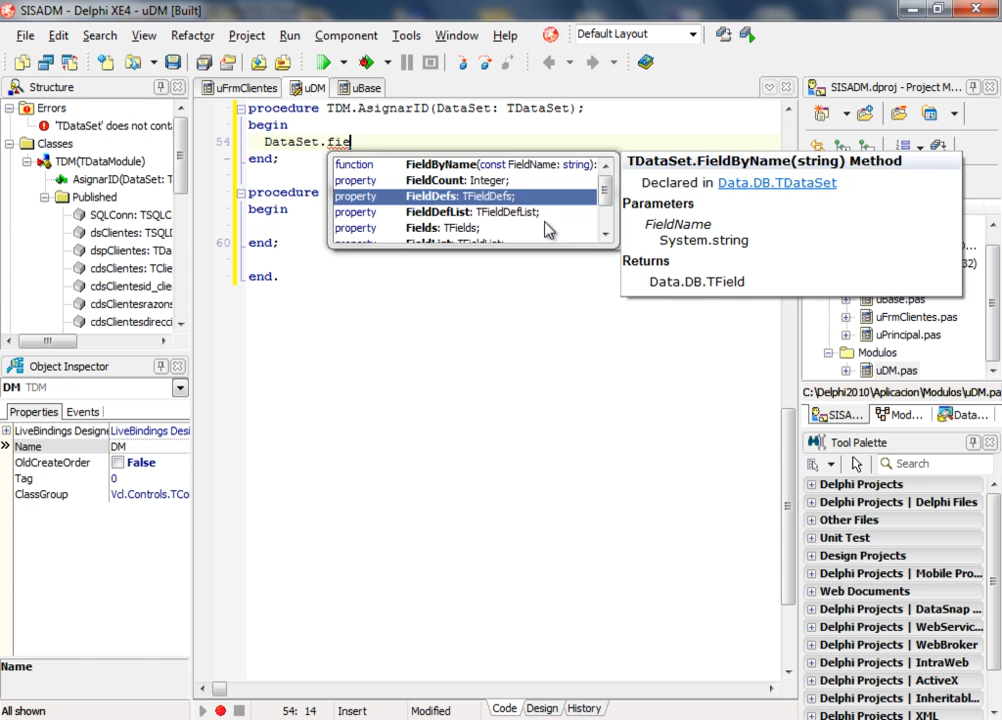 SISADM - Delphi XE4 - uDM [Built]
File Edit Search View Refactor Project Run Component Tools Window Help Default Layout
Structure
Errors
'TDataSet' does not cont
Classes
TDM(TDataModule)
AsignarID(DataSet: T
Published
SQLConn: TSQLC
dsClientes: TSQL
dspClientes: TDa
cdsClientes: TClie
cdsClientesid_clie
cdsClientesrazons
cdsClientesdirecci
Object Inspector
DM TDM
Properties Events
LiveBindings Designe LiveBindings Desi
Name DM
OldCreateOrder False
Tag 0
ClassGroup Vcl.Controls.TCo
Name
All shown
uFrmClientes uDM uBase
procedure TDM.AsignarID(DataSet: TDataSet);
begin
54 DataSet.fie
end;
procedure
begin
60 end;
end.
function FieldByName(const FieldName: string):
property FieldCount: Integer;
property FieldDefs: TFieldDefs;
property FieldDefList: TFieldDefList;
property Fields: TFields;
property FieldList: TFieldList;
TDataSet.FieldByName(string) Method
Declared in Data.DB.TDataSet
Parameters
FieldName
System.string
Returns
Data.DB.TField
54: 14 Insert Modified Code Design History
SISADM.dproj - Project M...
32)
ubase.pas
uFrmClientes.pas
uPrincipal.pas
Modulos
uDM.pas
C:\Delphi2010\Aplicacion\Modulos\uDM.pa
SISA... Mod... Data...
Tool Palette
Search
Delphi Projects
Delphi Projects | Delphi Files
Other Files
Unit Test
Design Projects
Delphi Projects | Mobile Pro...
Web Documents
Delphi Projects | DataSnap ...
Delphi Projects | WebServic...
Delphi Projects | WebBroker
Delphi Projects | IntraWeb
Delphi Projects | ActiveX
Delphi Projects | Inheritabl...
Delphi Projects | XML